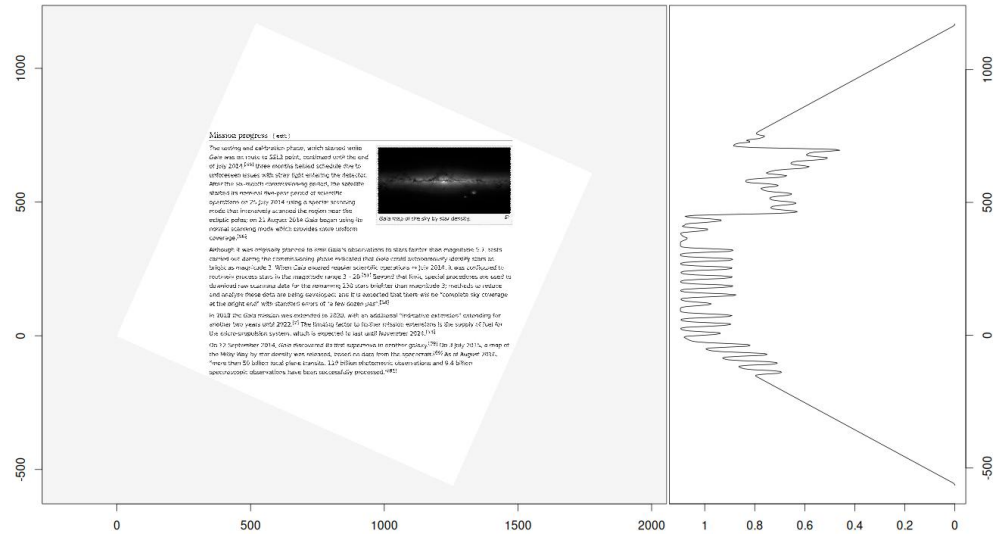 1000
500
0
-500
Mission progress [edit]
The testing and calibration phase, which started while
Gaia was en route to SEL2 point, continued until the end
of July 2014, three months behind schedule due to
unforeseen issues with stray light entering the detector.
After the six-month commissioning period, the satellite
started its nominal five-year period of scientific
operations on 25 July 2014 using a special scanning
mode that intensively scanned the region near the
ecliptic poles; on 21 August 2014 Gaia began using its
normal scanning mode which provides more uniform
coverage.
Gaia map of the sky by star density.
Although it was originally planned to limit Gaia's observations to stars fainter than magnitude 5.7, tests
carried out during the commissioning phase indicated that Gaia could autonomously identify stars as
bright as magnitude 3. When Gaia entered regular scientific operations in July 2014, it was configured to
routinely process stars in the magnitude range 3 – 20. Beyond that limit, special procedures are used to
download raw scanning data for the remaining 230 stars brighter than magnitude 3; methods to reduce
and analyse these data are being developed; and it is expected that there will be "complete sky coverage
at the bright end" with standard errors of "a few dozen µas".
In 2018 the Gaia mission was extended to 2020, with an additional "indicative extension" extending for
another two years until 2022. The limiting factor to further mission extensions is the supply of fuel for
the micro-propulsion system, which is expected to last until November 2024.
On 12 September 2014, Gaia discovered its first supernova in another galaxy. On 3 July 2015, a map of
the Milky Way by star density was released, based on data from the spacecraft. As of August 2016,
"more than 50 billion focal plane transits, 110 billion photometric observations and 9.4 billion
spectroscopic observations have been successfully processed."
0 500 1000 1500 2000
1000
500
0
-500
1 0.8 0.6 0.4 0.2 0